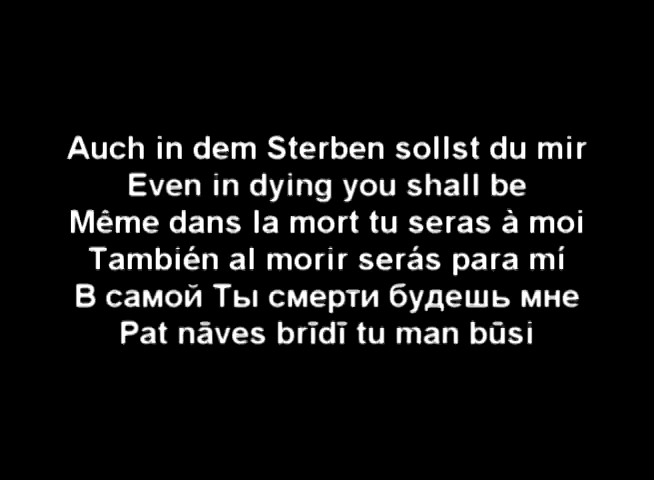 Auch in dem Sterben sollst du mir
Even in dying you shall be
Même dans la mort tu seras à moi
También al morir serás para mí
В самой Ты смерти будешь мне
Pat nāves brīdī tu man būsi